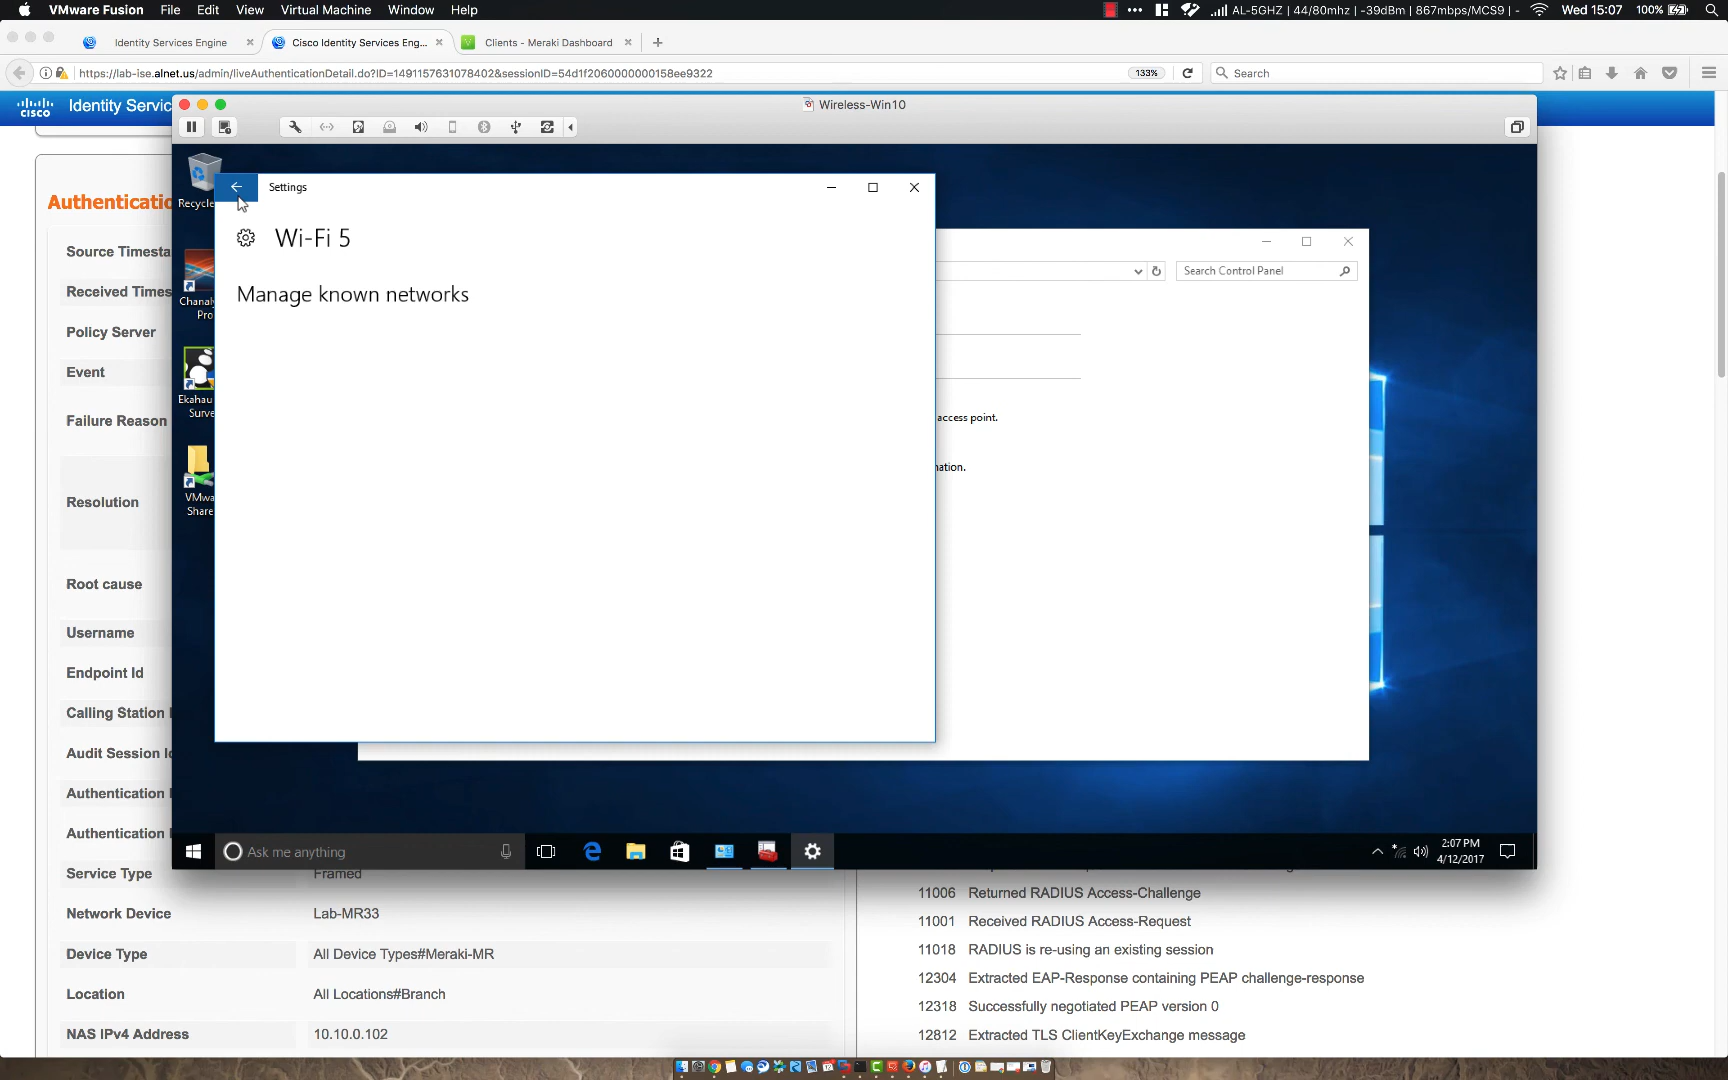 VMware Fusion File Edit View Virtual Machine Window Help
AL-5GHZ | 44/80mhz | -39dBm | 867mbps/MCS9 | - Wed 15:07 100%
Identity Services Engine
Cisco Identity Services Eng...
Clients - Meraki Dashboard
https://lab-ise.alnet.us/admin/liveAuthenticationDetail.do?ID=1491157631078402&sessionID=54d1f2060000000158ee9322
133%
Search
CISCO
Identity Servic
Wireless-Win10
Recycle
Settings
Wi-Fi 5
Manage known networks
Search Control Panel
access point.
Chanaly
Pro
Ekahau
Surve
VMwa
Share
Authenticatio
Source Timesta
Received Times
Policy Server
Event
Failure Reason
Resolution
Root cause
Username
Endpoint Id
Calling Station
Audit Session Id
Authentication
Authentication
Ask me anything
2:07 PM
4/12/2017
Service Type Framed
Network Device Lab-MR33
Device Type All Device Types#Meraki-MR
Location All Locations#Branch
NAS IPv4 Address 10.10.0.102
11006 Returned RADIUS Access-Challenge
11001 Received RADIUS Access-Request
11018 RADIUS is re-using an existing session
12304 Extracted EAP-Response containing PEAP challenge-response
12318 Successfully negotiated PEAP version 0
12812 Extracted TLS ClientKeyExchange message